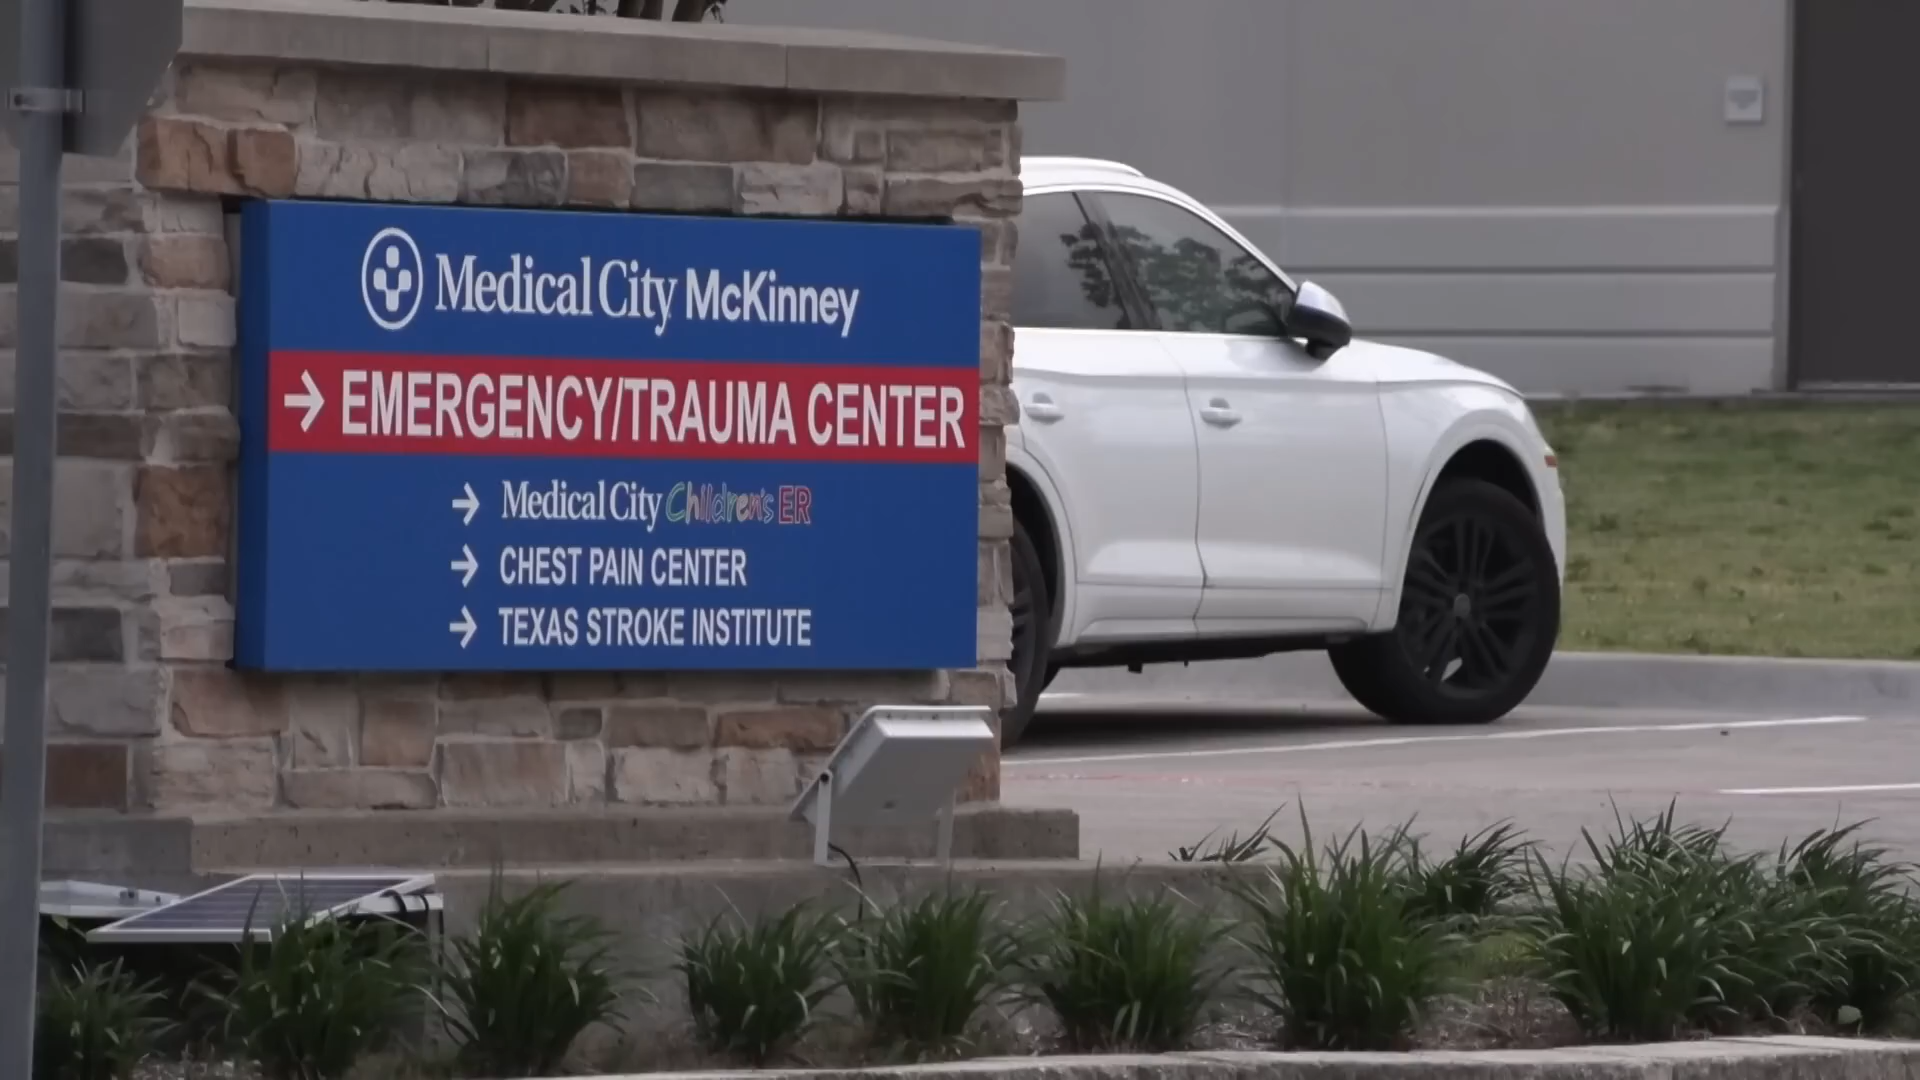 Medical City McKinney
→ EMERGENCY/TRAUMA CENTER
→ Medical City Children's ER
→ CHEST PAIN CENTER
→ TEXAS STROKE INSTITUTE